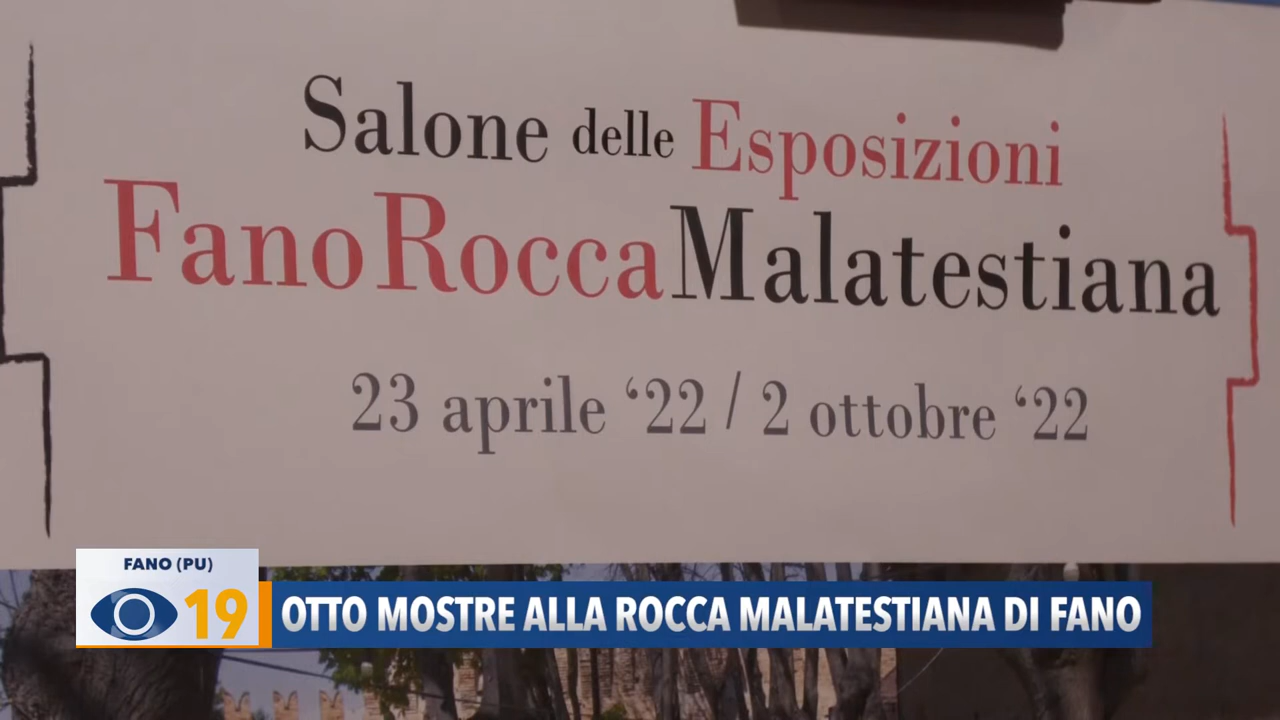 Salone delle Esposizioni
FanoRoccaMalatestiana
23 aprile ‘22 / 2 ottobre ‘22
FANO (PU)
19
OTTO MOSTRE ALLA ROCCA MALATESTIANA DI FANO